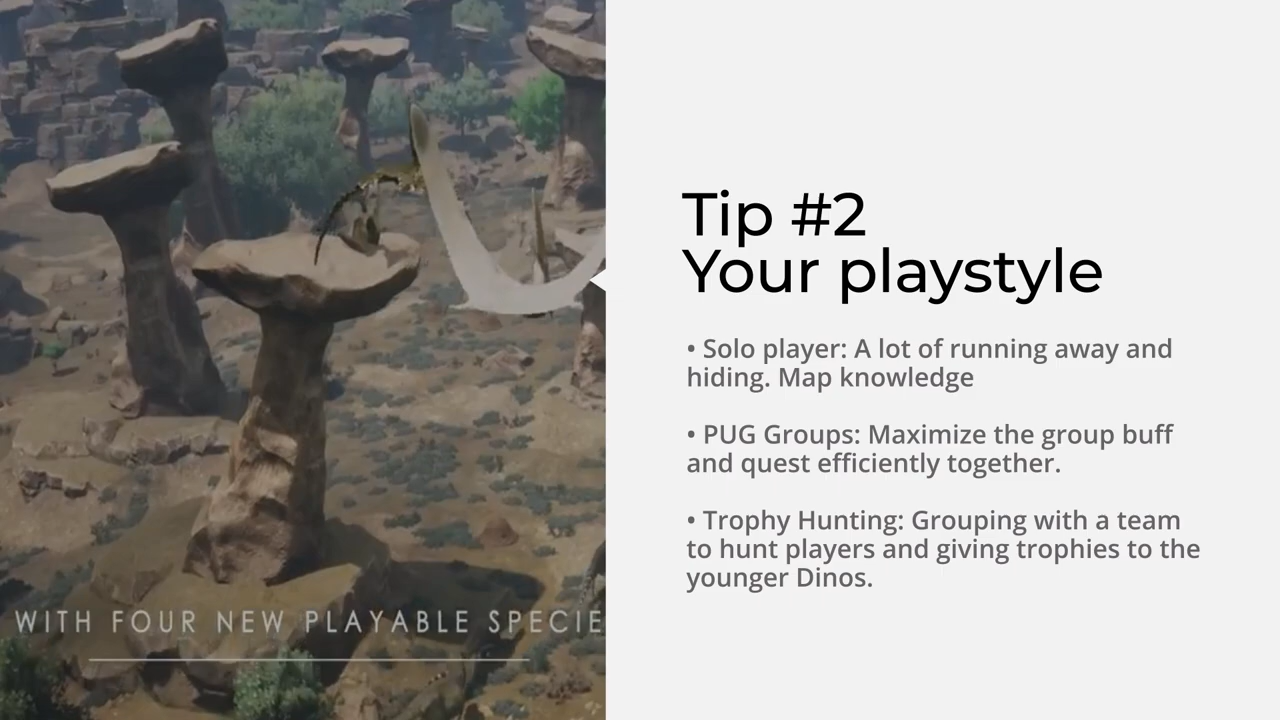 Tip #2
Your playstyle
• Solo player: A lot of running away and
hiding. Map knowledge
• PUG Groups: Maximize the group buff
and quest efficiently together.
• Trophy Hunting: Grouping with a team
to hunt players and giving trophies to the
younger Dinos.
WITH FOUR NEW PLAYABLE SPECIE